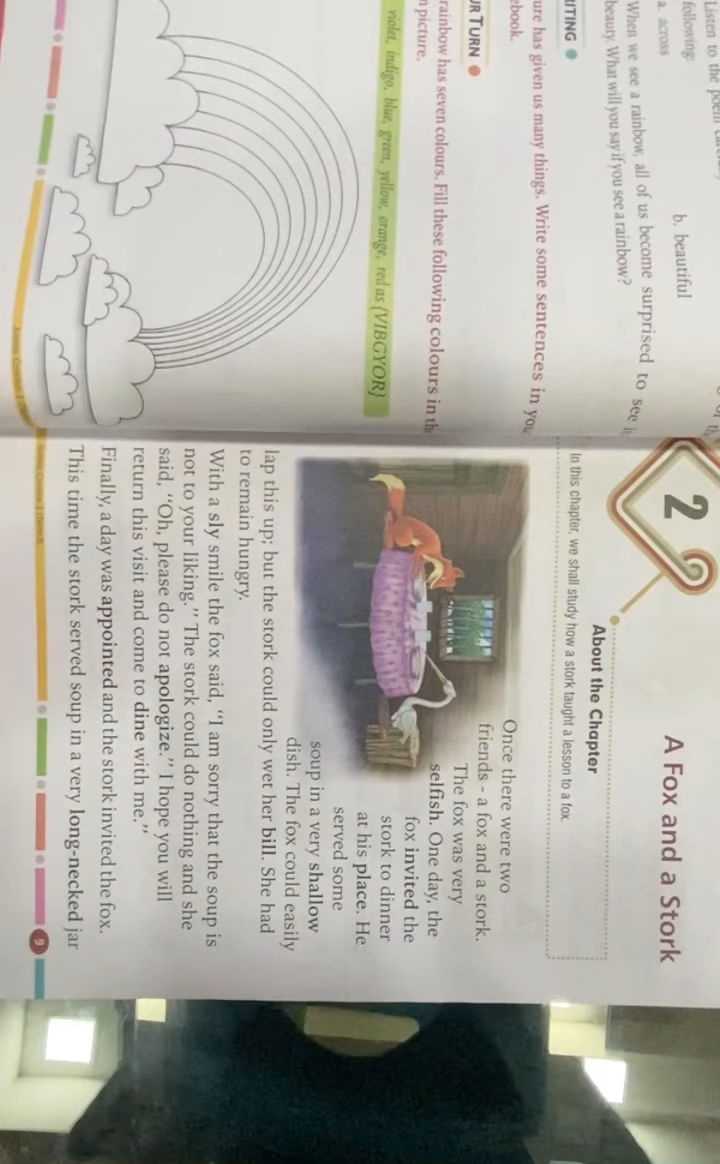 Listen to the poem
following:
a. across
b. beautiful
When we see a rainbow, all of us become surprised to see
beauty. What will you say if you see a rainbow?
ITING
ure has given us many things. Write some sentences in you
ebook.
UR TURN
rainbow has seven colours. Fill these following colours in th
n picture.
violet, indigo, blue, green, yellow, orange, red as {VIBGYOR}
2
A Fox and a Stork
About the Chapter
In this chapter, we shall study how a stork taught a lesson to a fox.
Once there were two
friends - a fox and a stork.
The fox was very
selfish. One day, the
fox invited the
stork to dinner
at his place. He
served some
soup in a very shallow
dish. The fox could easily
lap this up; but the stork could only wet her bill. She had
to remain hungry.
With a sly smile the fox said, "I am sorry that the soup is
not to your liking." The stork could do nothing and she
said, "Oh, please do not apologize." I hope you will
return this visit and come to dine with me."
Finally, a day was appointed and the stork invited the fox.
This time the stork served soup in a very long-necked jar
9